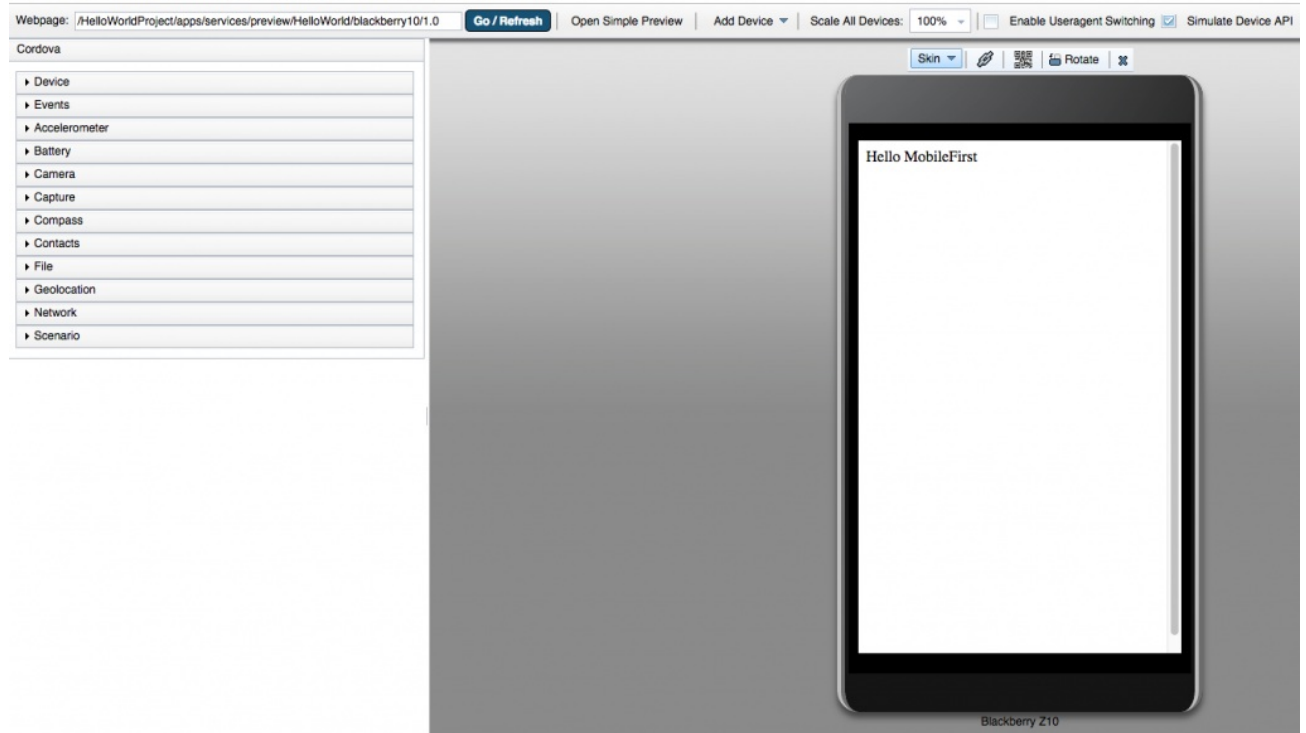 Webpage: /HelloWorldProject/apps/services/preview/HelloWorld/blackberry10/1.0 Go / Refresh Open Simple Preview Add Device Scale All Devices: 100% Enable Useragent Switching Simulate Device API
Cordova
Device
Events
Accelerometer
Battery
Camera
Capture
Compass
Contacts
File
Geolocation
Network
Scenario
Skin Rotate
Hello MobileFirst
Blackberry Z10